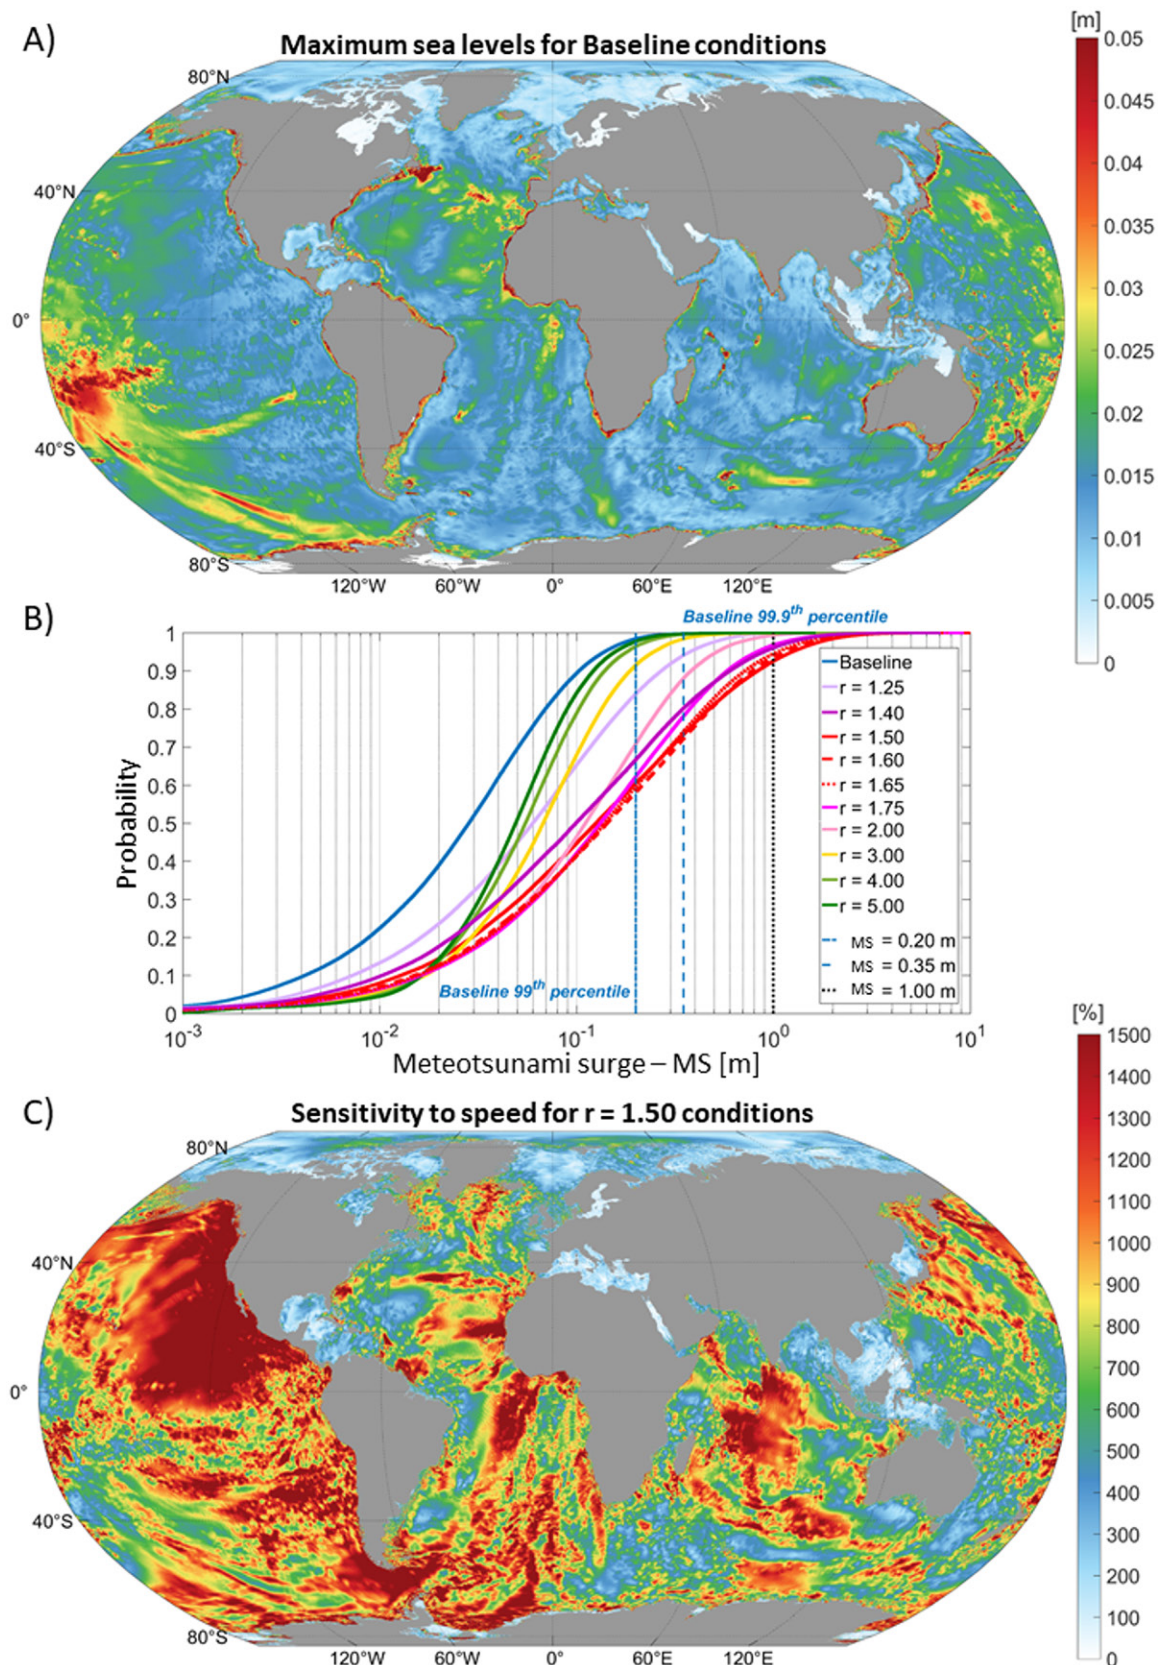 A)
Maximum sea levels for Baseline conditions
[m]
0.05
0.045
0.04
0.035
0.03
0.025
0.02
0.015
0.01
0.005
0
80°N
40°N
0°
40°S
80°S
120°W 60°W 0° 60°E 120°E
B)
Baseline 99.9th percentile
1
0.9
0.8
0.7
0.6
0.5
0.4
0.3
0.2
0.1
0
Probability
Baseline 99th percentile
Baseline
r = 1.25
r = 1.40
r = 1.50
r = 1.60
r = 1.65
r = 1.75
r = 2.00
r = 3.00
r = 4.00
r = 5.00
MS = 0.20 m
MS = 0.35 m
MS = 1.00 m
10-3 10-2 10-1 100 101
Meteotsunami surge – MS [m]
C)
Sensitivity to speed for r = 1.50 conditions
[%]
1500
1400
1300
1200
1100
1000
900
800
700
600
500
400
300
200
100
0
80°N
40°N
0°
40°S
80°S
120°W 60°W 0° 60°E 120°E